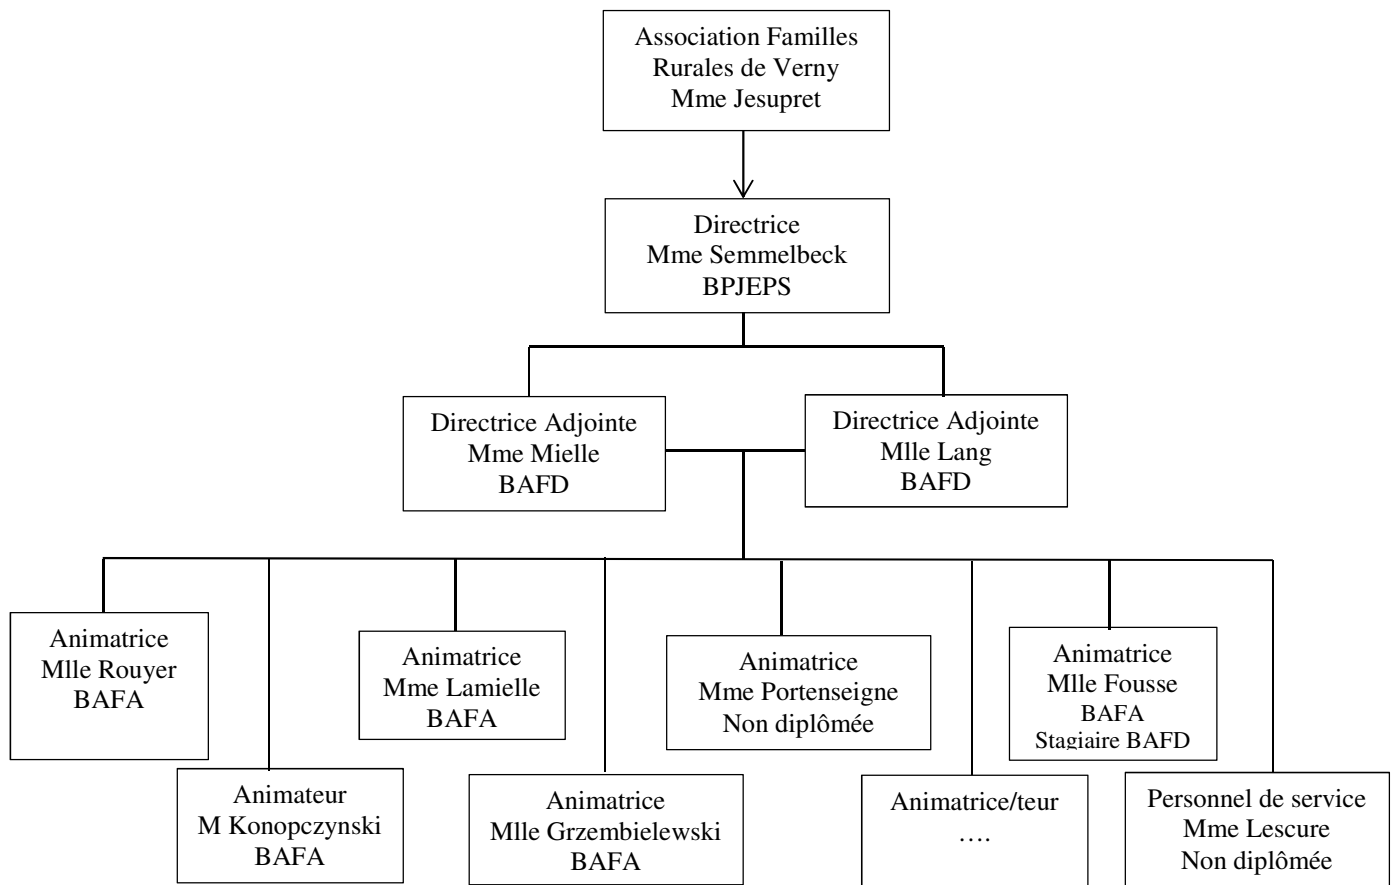 Association Familles
Rurales de Verny
Mme Jesupret
Directrice
Mme Semmelbeck
BPJEPS
Directrice Adjointe
Mme Mielle
BAFD
Directrice Adjointe
Mlle Lang
BAFD
Animatrice
Mlle Rouyer
BAFA
Animatrice
Mme Lamielle
BAFA
Animatrice
Mme Portenseigne
Non diplômée
Animatrice
Mlle Fousse
BAFA
Stagiaire BAFD
Animateur
M Konopczynski
BAFA
Animatrice
Mlle Grzembielewski
BAFA
Animatrice/teur
….
Personnel de service
Mme Lescure
Non diplômée